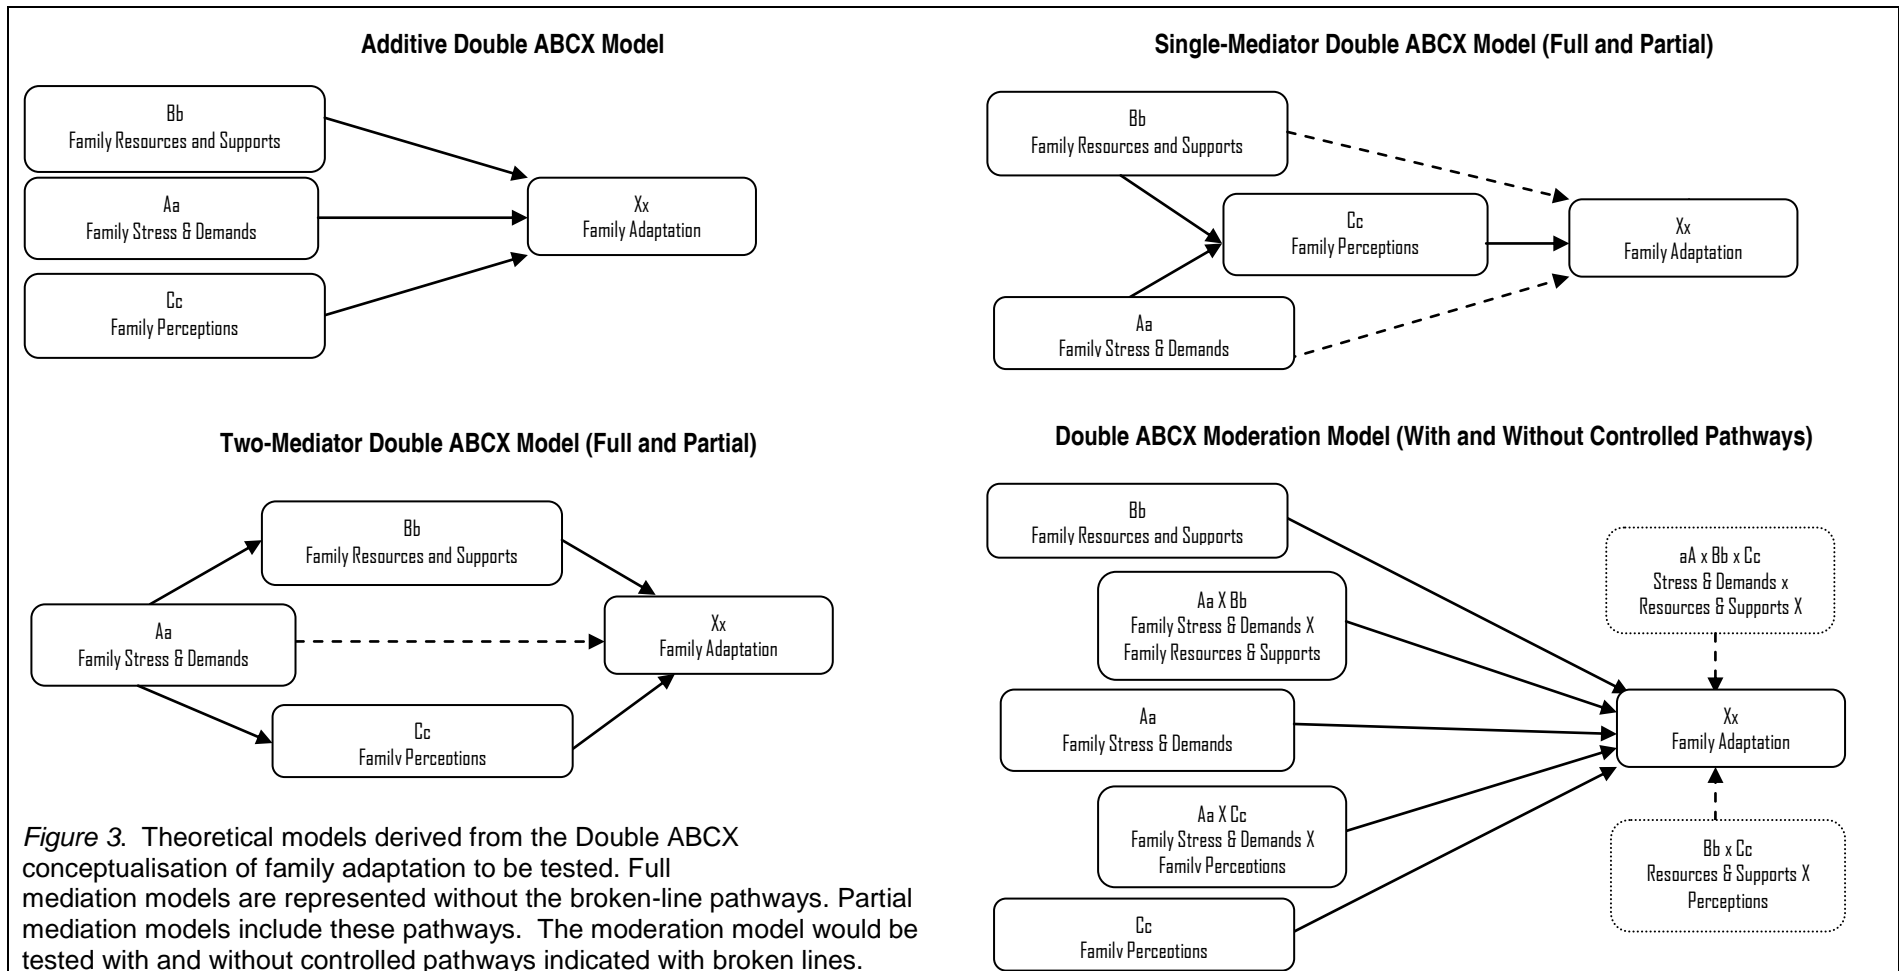 Additive Double ABCX Model
Bb
Family Resources and Supports
Aa
Family Stress & Demands
Cc
Family Perceptions
Xx
Family Adaptation
Single-Mediator Double ABCX Model (Full and Partial)
Bb
Family Resources and Supports
Cc
Family Perceptions
Aa
Family Stress & Demands
Xx
Family Adaptation
Two-Mediator Double ABCX Model (Full and Partial)
Bb
Family Resources and Supports
Aa
Family Stress & Demands
Cc
Family Perceptions
Xx
Family Adaptation
Double ABCX Moderation Model (With and Without Controlled Pathways)
Bb
Family Resources and Supports
Aa X Bb
Family Stress & Demands X
Family Resources & Supports
Aa
Family Stress & Demands
Aa X Cc
Family Stress & Demands X
Family Perceptions
Cc
Family Perceptions
aA x Bb x Cc
Stress & Demands x
Resources & Supports X
Xx
Family Adaptation
Bb x Cc
Resources & Supports X
Perceptions
Figure 3. Theoretical models derived from the Double ABCX
conceptualisation of family adaptation to be tested. Full
mediation models are represented without the broken-line pathways. Partial
mediation models include these pathways. The moderation model would be
tested with and without controlled pathways indicated with broken lines.